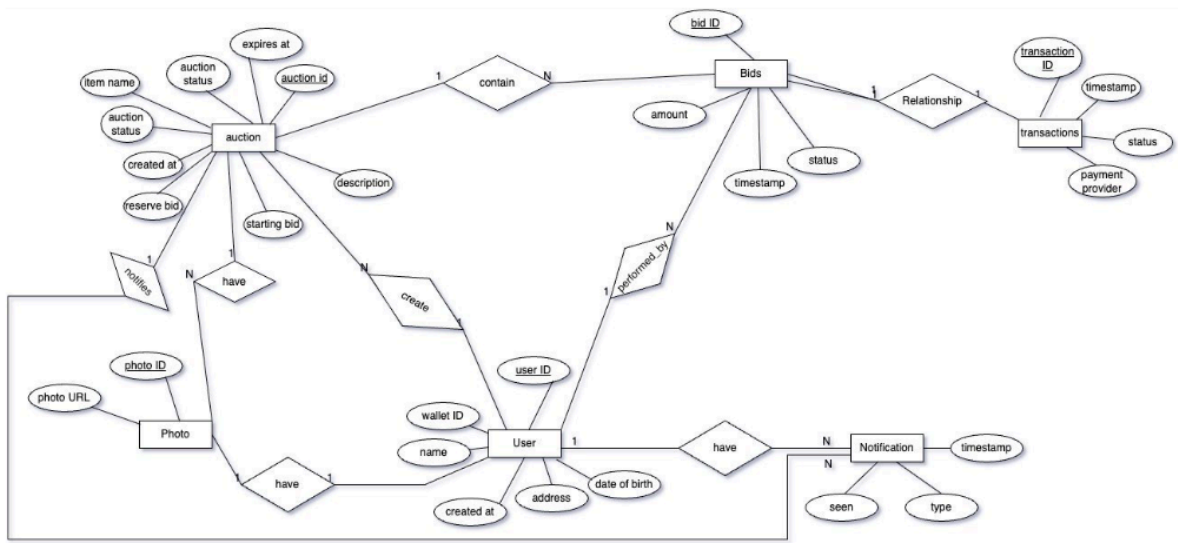 bid ID
expires at
auction
status
transaction
ID
item name
auction id
1
contain
N
Bids
timestamp
1
1
Relationship
1
auction
status
auction
amount
transactions
status
created at
status
payment
provider
description
timestamp
reserve bid
starting bid
N
1
notifies
N
1
have
N
create
performed_by
1
1
photo ID
user ID
photo URL
wallet ID
Photo
name
User
1
have
N
Notification
timestamp
N
1
have
1
date of birth
created at
address
seen
type